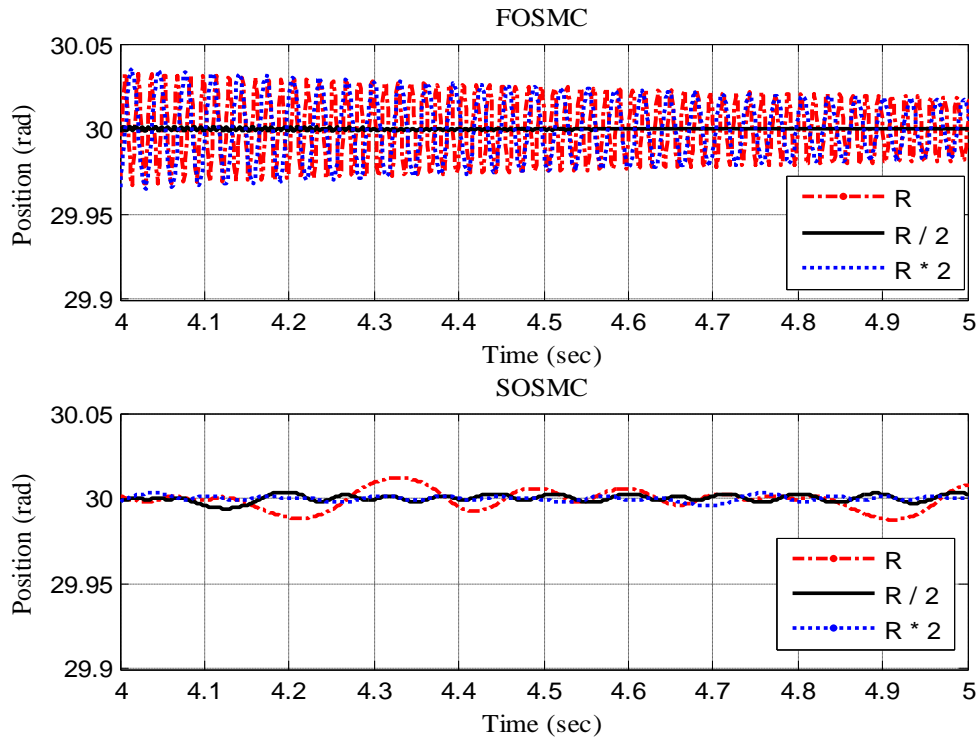 FOSMC
30.05
30
29.95
29.9
Position (rad)
4 4.1 4.2 4.3 4.4 4.5 4.6 4.7 4.8 4.9 5
Time (sec)
R
R / 2
R * 2
SOSMC
30.05
30
29.95
29.9
Position (rad)
4 4.1 4.2 4.3 4.4 4.5 4.6 4.7 4.8 4.9 5
Time (sec)
R
R / 2
R * 2